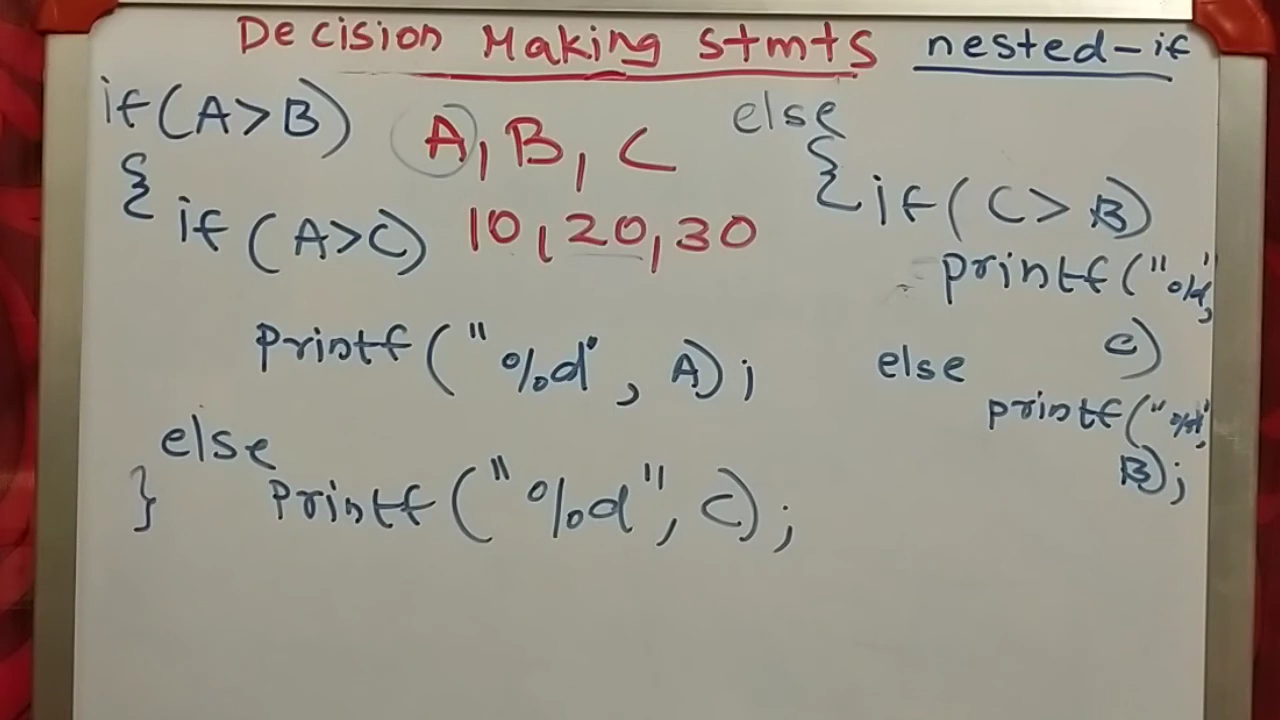 Decision Making stmts nested-if
if(A>B)
{
if(A>C)
printf("%d", A);
else
} printf("%d", C);
A, B, C
10, 20, 30
else
{
if(C>B)
printf("%d",
C)
else
printf("%d",
B);